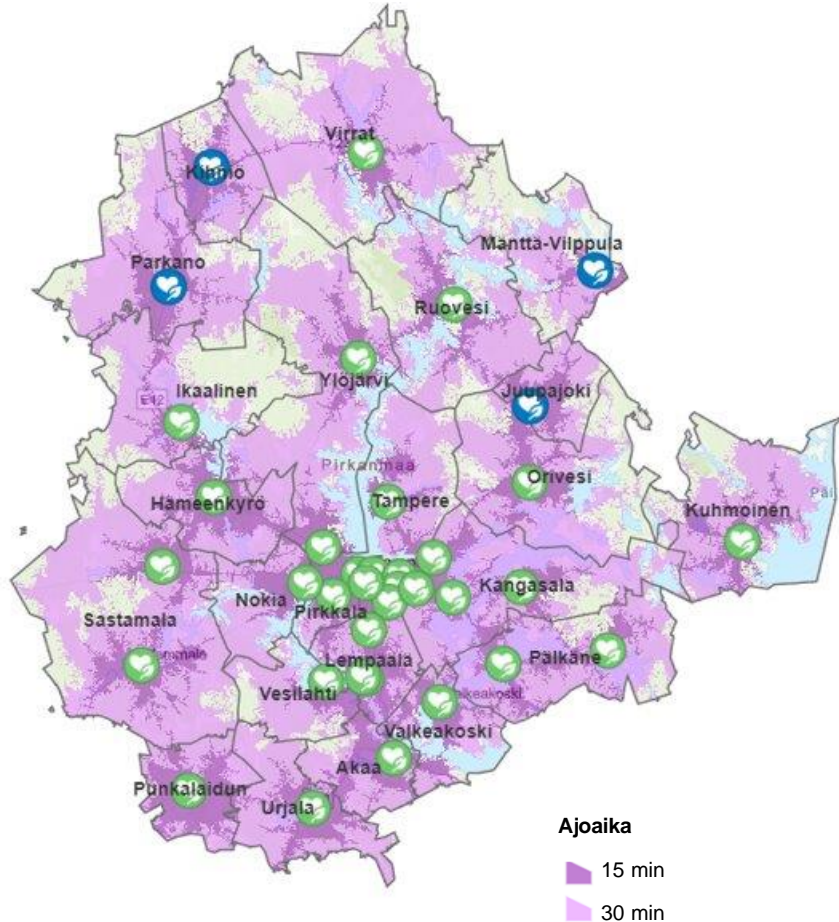 Virrat
Kihniö
Mänttä-Vilppula
Parkano
Ruovesi
Ylöjärvi
Ikaalinen
Juupajoki
E12
Pirkanmaa
Orivesi
Hämeenkyrö
Tampere
Päi
Kuhmoinen
Nokia
Kangasala
Pirkkala
Sastamala
Lempäälä
Pälkäne
Vesilahti
Valkeakoski
Akaa
Punkalaidun
Urjala
Ajoaika
15 min
30 min